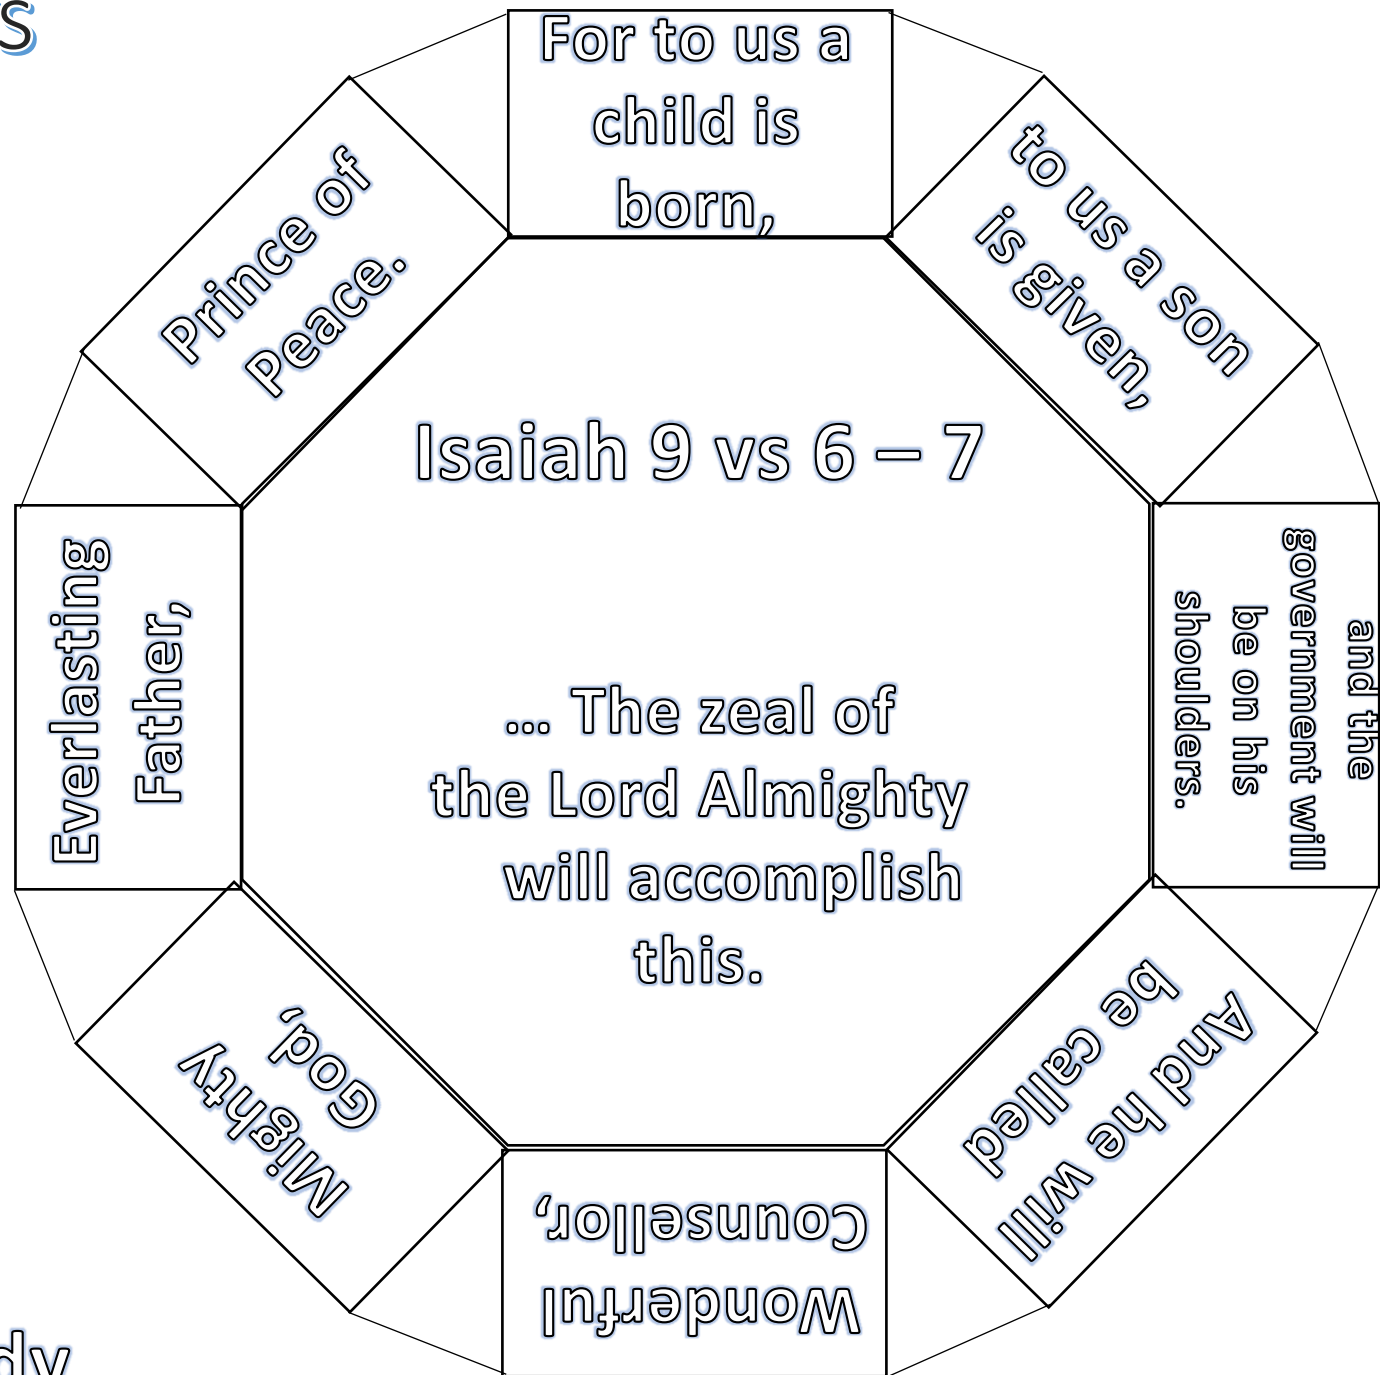 For to us a
child is
born,
to us a son
is given,
and the
government will
be on his
shoulders.
And he will
be called
Wonderful
Counsellor,
Mighty
God,
Everlasting
Father,
Prince of
Peace.
Isaiah 9 vs 6 – 7
… The zeal of
the Lord Almighty
will accomplish
this.